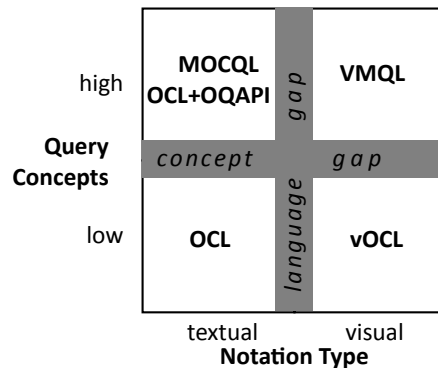 MOCQL
OCL+OQAPI
VMQL
high
gap
Query
Concepts
concept gap
low
OCL
language
vOCL
textual visual
Notation Type